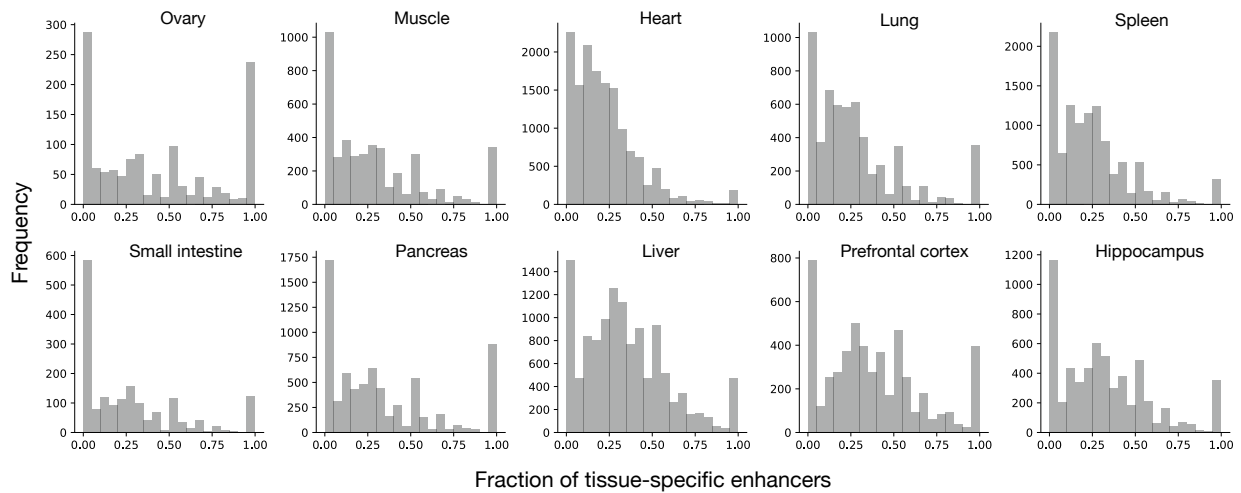 Ovary
Muscle
Heart
Lung
Spleen
300
250
200
150
100
50
0
0.00 0.25 0.50 0.75 1.00
1000
800
600
400
200
0
0.00 0.25 0.50 0.75 1.00
2000
1500
1000
500
0
0.00 0.25 0.50 0.75 1.00
1000
800
600
400
200
0
0.00 0.25 0.50 0.75 1.00
2000
1500
1000
500
0
0.00 0.25 0.50 0.75 1.00
Frequency
Small intestine
Pancreas
Liver
Prefrontal cortex
Hippocampus
600
500
400
300
200
100
0
0.00 0.25 0.50 0.75 1.00
1750
1500
1250
1000
750
500
250
0
0.00 0.25 0.50 0.75 1.00
1400
1200
1000
800
600
400
200
0
0.00 0.25 0.50 0.75 1.00
800
600
400
200
0
0.00 0.25 0.50 0.75 1.00
1200
1000
800
600
400
200
0
0.00 0.25 0.50 0.75 1.00
Fraction of tissue-specific enhancers